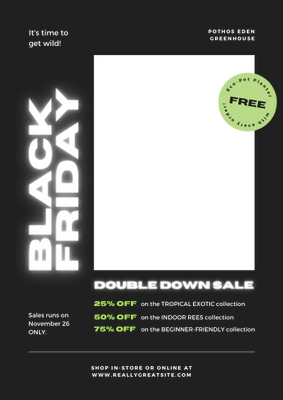 It's time to
get wild!
POTHOS EDEN
GREENHOUSE
Eco-Pot Planter
FREE
with every order!
BLACK
FRIDAY
DOUBLE DOWN SALE
25% OFF on the TROPICAL EXOTIC collection
50% OFF on the INDOOR REES collection
75% OFF on the BEGINNER-FRIENDLY collection
Sales runs on
November 26
ONLY.
SHOP IN-STORE OR ONLINE AT
WWW.REALLYGREATSITE.COM